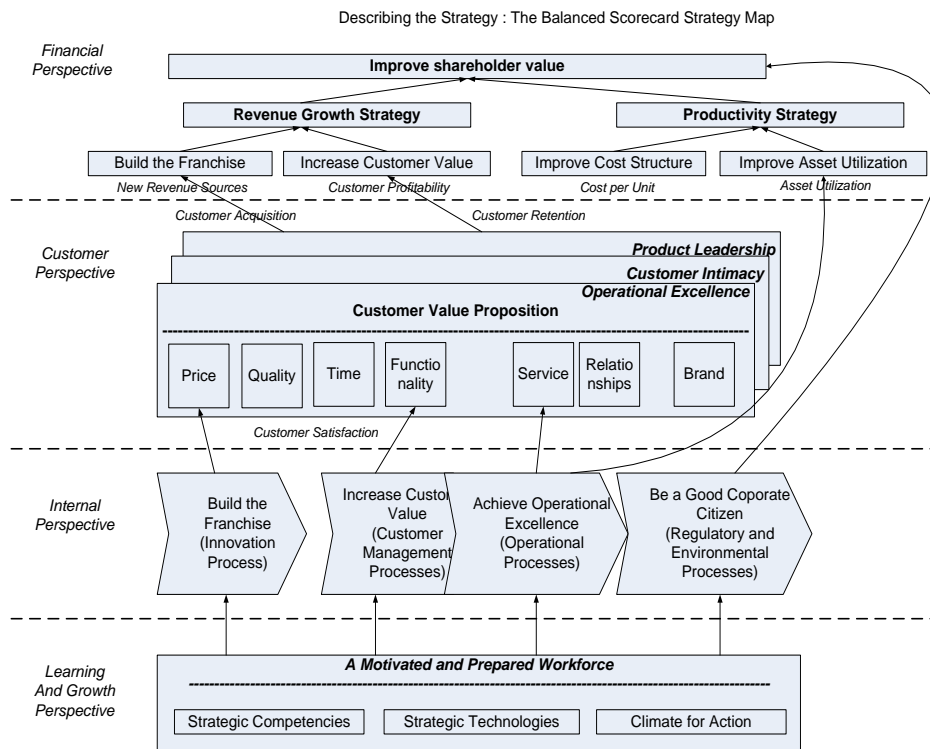 Describing the Strategy : The Balanced Scorecard Strategy Map
Financial
Perspective
Improve shareholder value
Revenue Growth Strategy
Productivity Strategy
Build the Franchise
Increase Customer Value
Improve Cost Structure
Improve Asset Utilization
New Revenue Sources
Customer Profitability
Cost per Unit
Asset Utilization
Customer Acquisition
Customer Retention
Customer
Perspective
Product Leadership
Customer Intimacy
Operational Excellence
Customer Value Proposition
Price
Quality
Time
Functio
nality
Service
Relatio
nships
Brand
Customer Satisfaction
Internal
Perspective
Build the
Franchise
(Innovation
Process)
Increase Custo
Value
(Customer
Management
Processes)
Achieve Operational
Excellence
(Operational
Processes)
Be a Good Coporate
Citizen
(Regulatory and
Environmental
Processes)
Learning
And Growth
Perspective
A Motivated and Prepared Workforce
Strategic Competencies
Strategic Technologies
Climate for Action